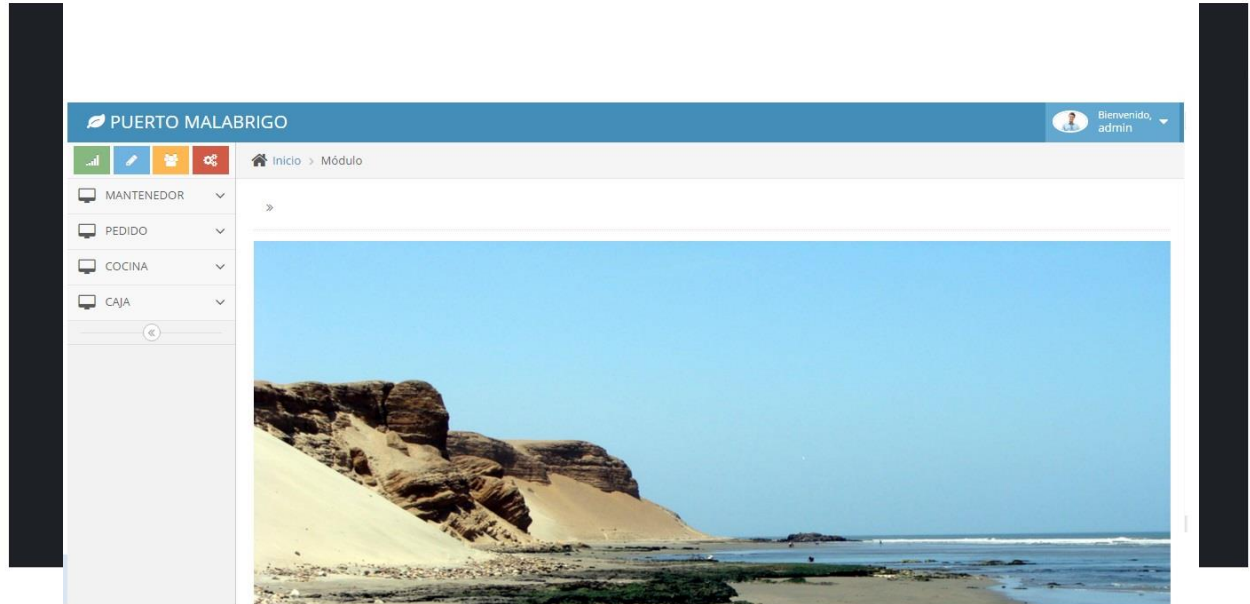 PUERTO MALABRIGO
Bienvenido,
admin
Inicio > Módulo
MANTENEDOR
PEDIDO
COCINA
CAJA